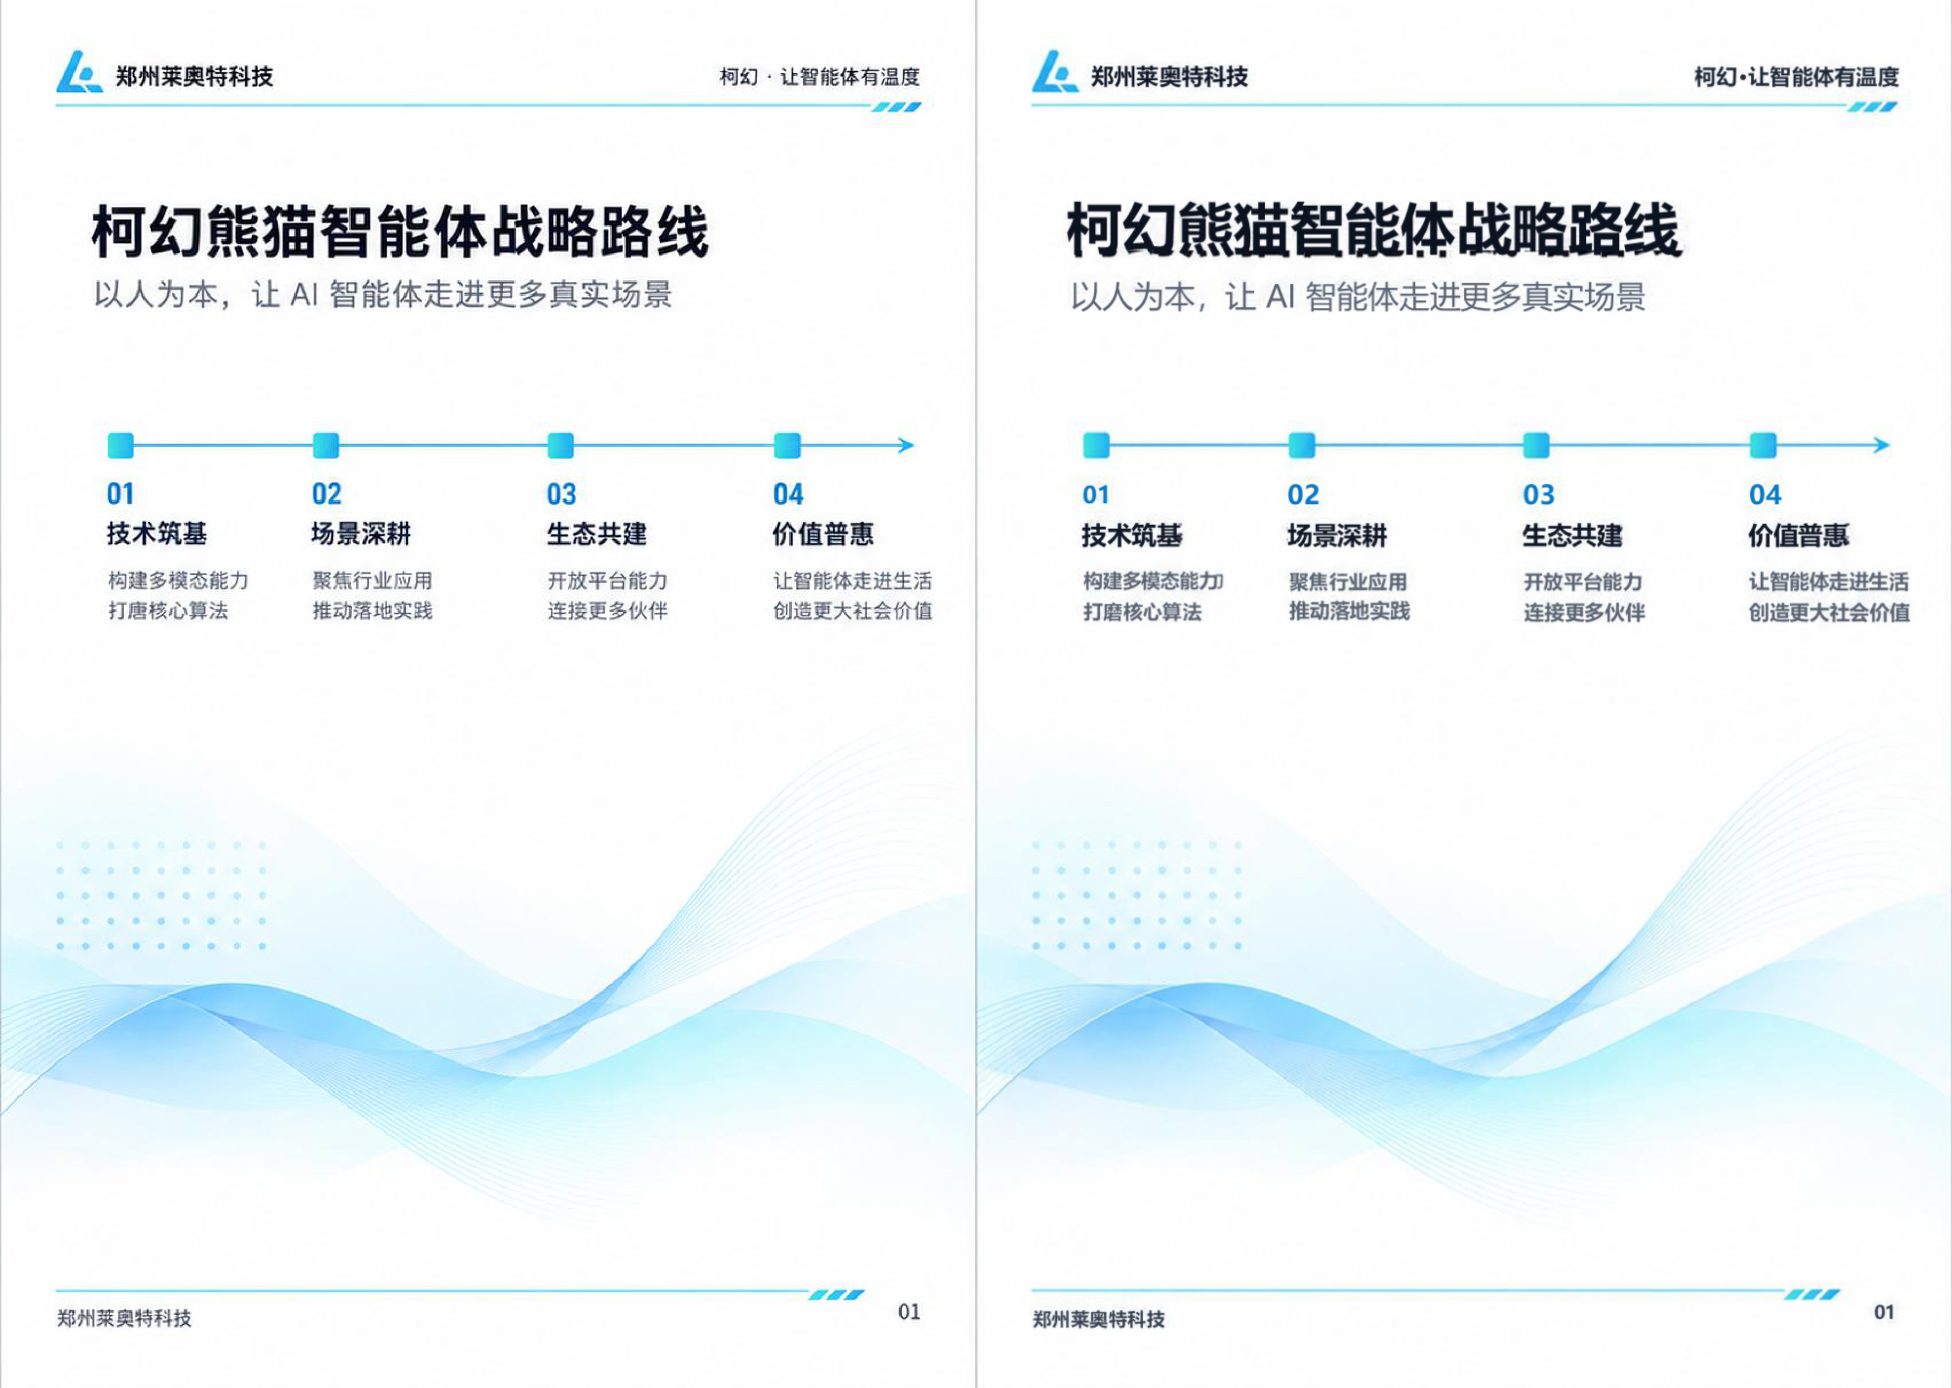 郑州莱奥特科技
柯幻 · 让智能体有温度
柯幻熊猫智能体战略路线
以人为本，让 AI 智能体走进更多真实场景
01
技术筑基
构建多模态能力
打唐核心算法
02
场景深耕
聚焦行业应用
推动落地实践
03
生态共建
开放平台能力
连接更多伙伴
04
价值普惠
让智能体走进生活
创造更大社会价值
郑州莱奥特科技
01
郑州莱奥特科技
柯幻·让智能体有温度
柯幻熊猫智能体战略路线
以人为本，让 AI 智能体走进更多真实场景
01
技术筑基
构建多模态能力
打磨核心算法
02
场景深耕
聚焦行业应用
推动落地实践
03
生态共建
开放平台能力
连接更多伙伴
04
价值普惠
让智能体走进生活
创造更大社会价值
郑州莱奥特科技
01